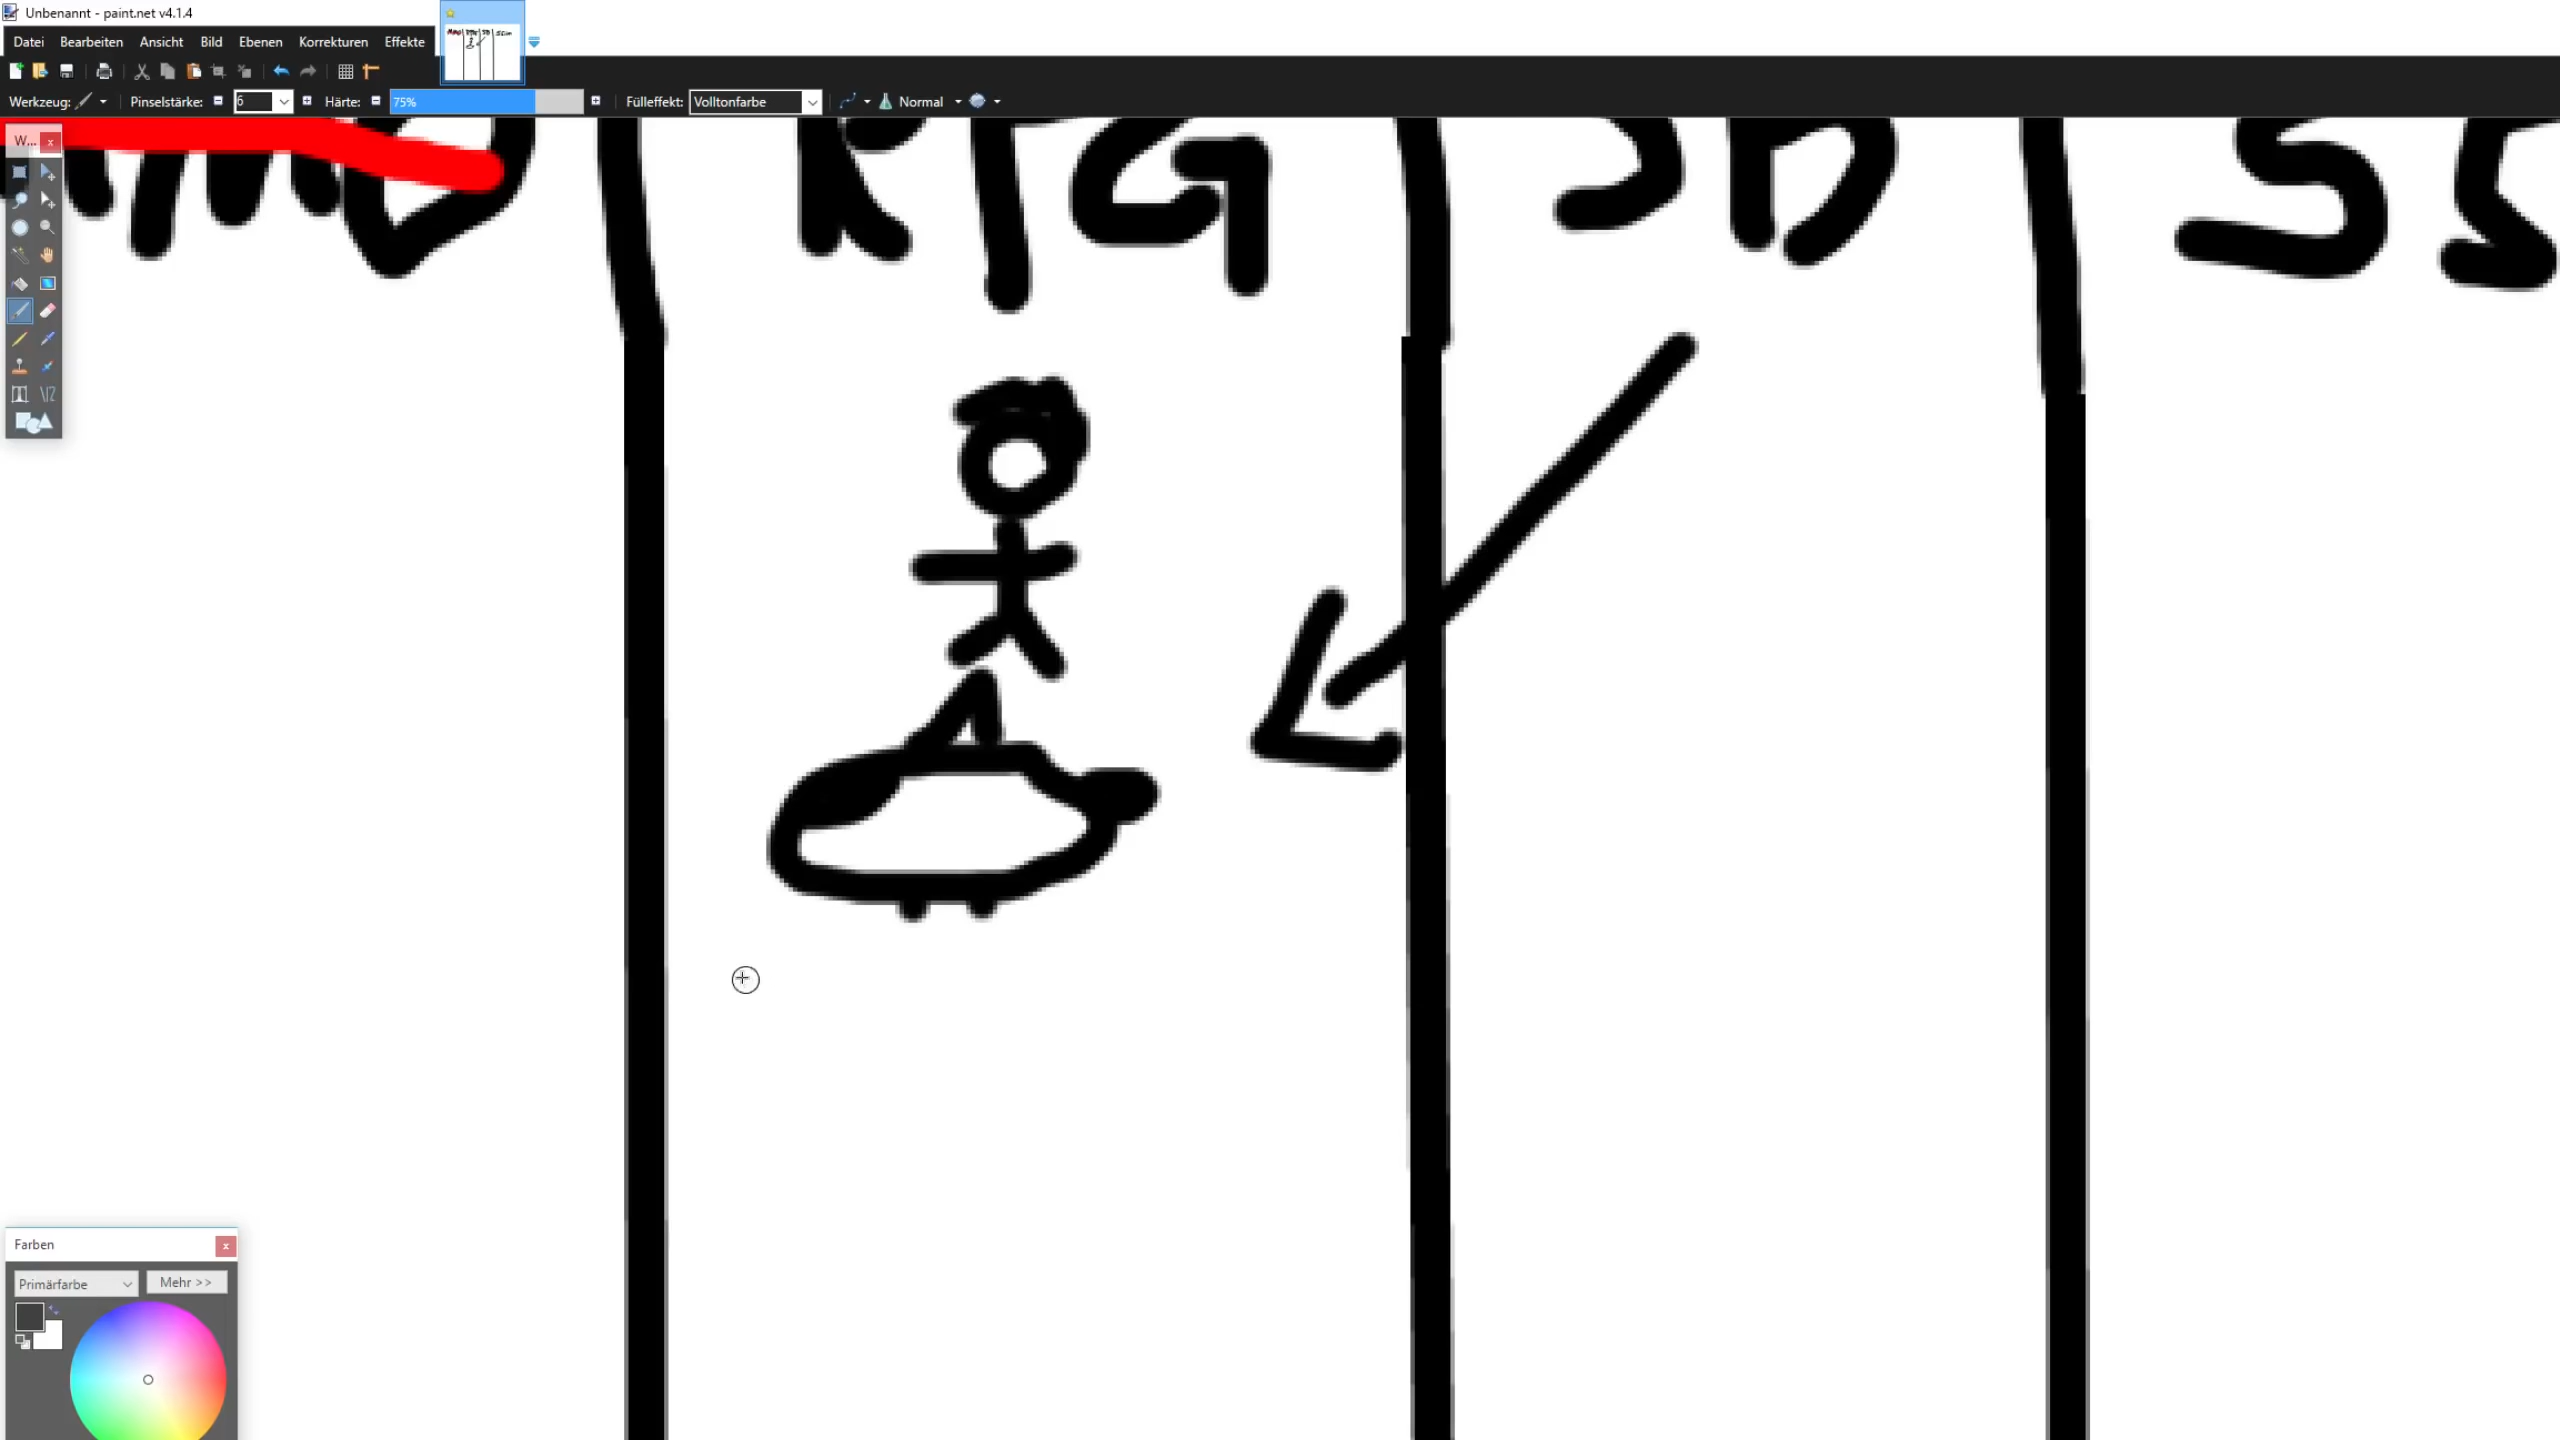 Unbenannt - paint.net v4.1.4
Datei Bearbeiten Ansicht Bild Ebenen Korrekturen Effekte
Werkzeug: Pinselstärke: 6 Härte: 75% Fülleffekt: Volltonfarbe Normal
W...
RPG
Farben
Primärfarbe Mehr >>